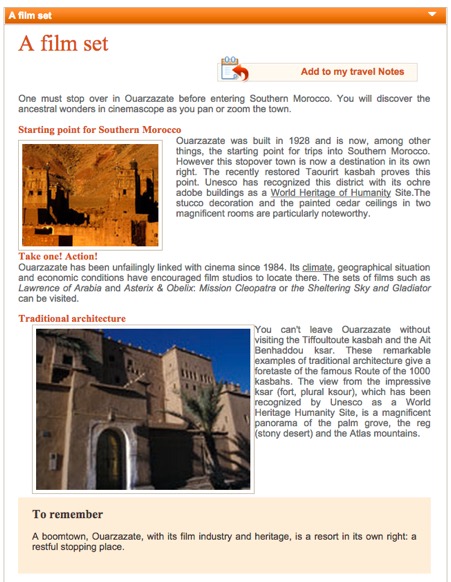 A film set
A film set
Add to my travel Notes
One must stop over in Ouarzazate before entering Southern Morocco. You will discover the
ancestral wonders in cinemascope as you pan or zoom the town.
Starting point for Southern Morocco
Ouarzazate was built in 1928 and is now, among other
things, the starting point for trips into Southern Morocco.
However this stopover town is now a destination in its own
right. The recently restored Taourirt kasbah proves this
point. Unesco has recognized this district with its ochre
adobe buildings as a World Heritage of Humanity Site.The
stucco decoration and the painted cedar ceilings in two
magnificent rooms are particularly noteworthy.
Take one! Action!
Ouarzazate has been unfailingly linked with cinema since 1984. Its climate, geographical situation
and economic conditions have encouraged film studios to locate there. The sets of films such as
Lawrence of Arabia and Asterix & Obelix: Mission Cleopatra or the Sheltering Sky and Gladiator
can be visited.
Traditional architecture
You can't leave Ouarzazate without
visiting the Tiffoultoute kasbah and the Ait
Benhaddou ksar. These remarkable
examples of traditional architecture give a
foretaste of the famous Route of the 1000
kasbahs. The view from the impressive
ksar (fort, plural ksour), which has been
recognized by Unesco as a World
Heritage Humanity Site, is a magnificent
panorama of the palm grove, the reg
(stony desert) and the Atlas mountains.
To remember
A boomtown, Ouarzazate, with its film industry and heritage, is a resort in its own right: a
restful stopping place.